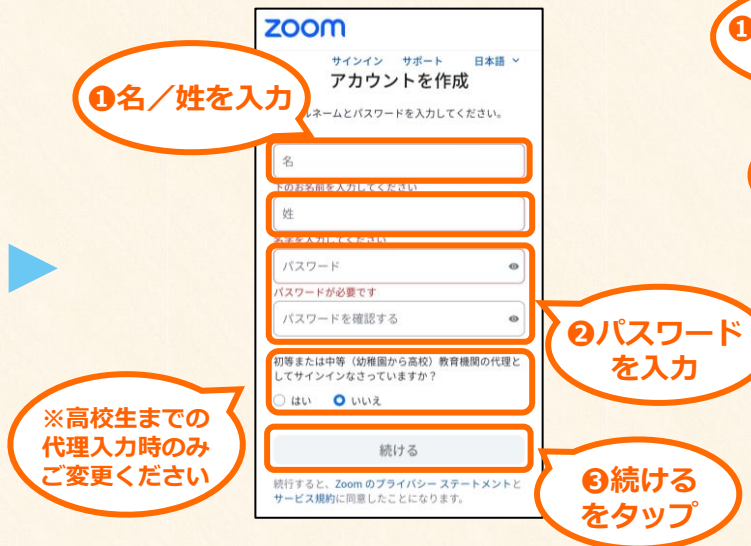 zoom
サインイン サポート 日本語
アカウントを作成
❶名／姓を入力
ルネームとパスワードを入力してください。
名
下のお名前を入力してください
姓
名字を入力してください
パスワード
パスワードが必要です
パスワードを確認する
❷パスワード
を入力
初等または中等（幼稚園から高校）教育機関の代理と
してサインインなさっていますか？
はい いいえ
※高校生までの
代理入力時のみ
ご変更ください
続ける
❸続ける
をタップ
続行すると、Zoom のプライバシー ステートメントと
サービス規約に同意したことになります。
❶